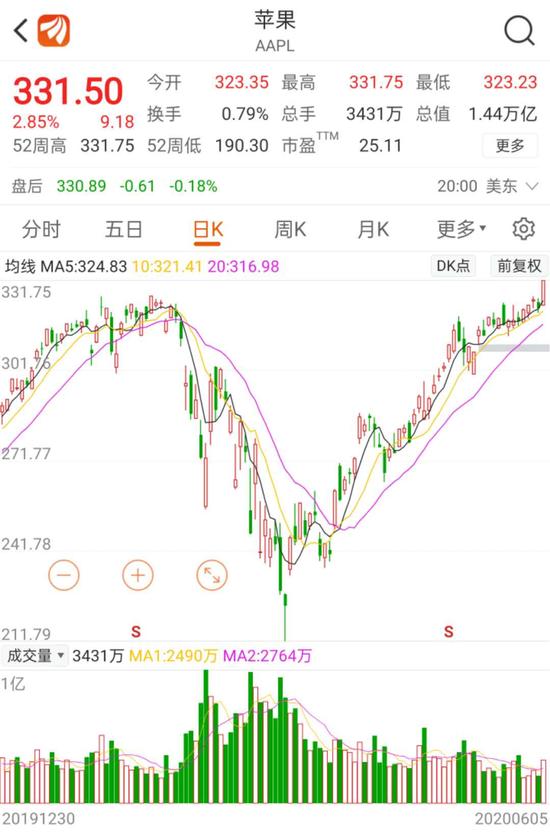 苹果
AAPL
331.50
2.85% 9.18
今开 323.35 最高 331.75 最低 323.23
换手 0.79% 总手 3431万 总值 1.44万亿
52周高 331.75 52周低 190.30 市盈TTM 25.11 更多
盘后 330.89 -0.61 -0.18% 20:00 美东
分时 五日 日K 周K 月K 更多
均线 MA5:324.83 10:321.41 20:316.98 DK点 前复权
331.75
301.76
271.77
241.78
S S
211.79
成交量 3431万 MA1:2490万 MA2:2764万
1亿
20191230 20200605